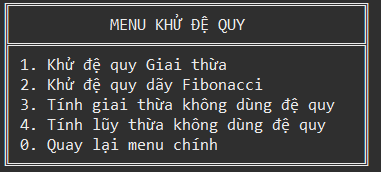 MENU KHỬ ĐỆ QUY
1. Khử đệ quy Giai thừa
2. Khử đệ quy dãy Fibonacci
3. Tính giai thừa không dùng đệ quy
4. Tính lũy thừa không dùng đệ quy
0. Quay lại menu chính